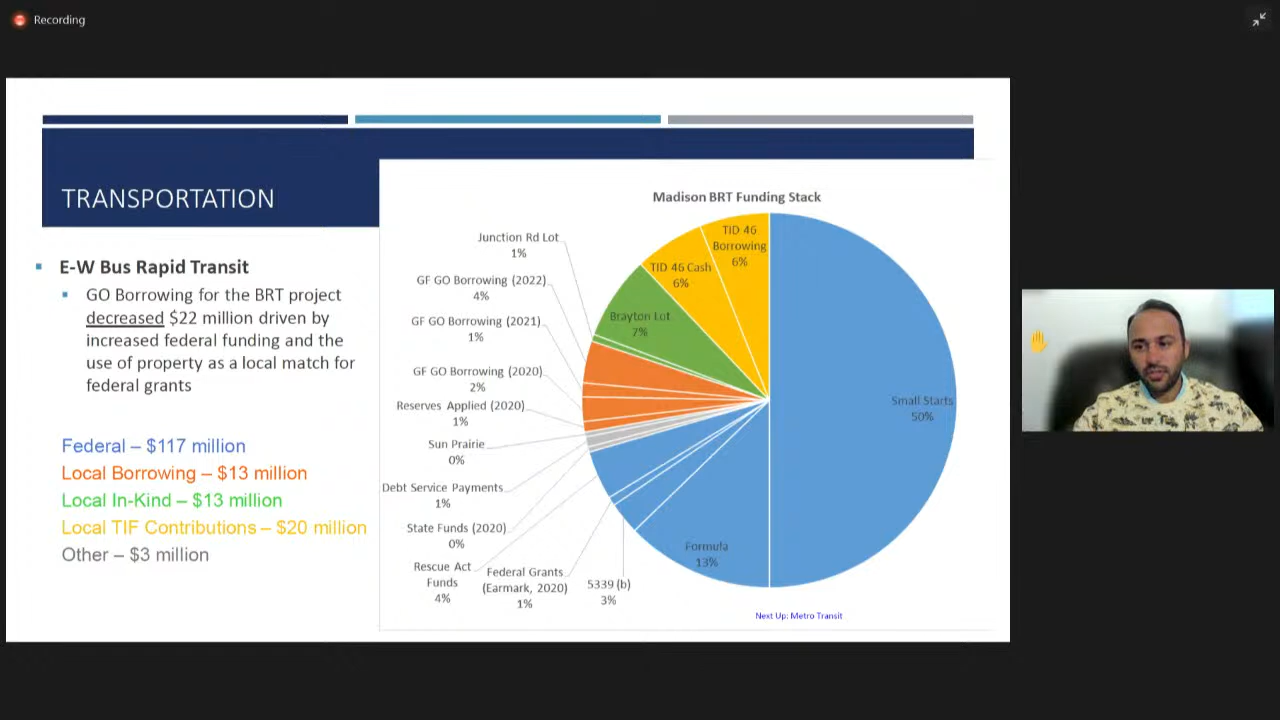 Recording
TRANSPORTATION
E-W Bus Rapid Transit
GO Borrowing for the BRT project
decreased $22 million driven by
increased federal funding and the
use of property as a local match for
federal grants
Federal – $117 million
Local Borrowing – $13 million
Local In-Kind – $13 million
Local TIF Contributions – $20 million
Other – $3 million
Madison BRT Funding Stack
TID 46
Borrowing
6%
TID 46 Cash
6%
Brayton Lot
7%
Junction Rd Lot
1%
GF GO Borrowing (2022)
4%
GF GO Borrowing (2021)
1%
GF GO Borrowing (2020)
2%
Reserves Applied (2020)
1%
Sun Prairie
0%
Debt Service Payments
1%
State Funds (2020)
0%
Rescue Act
Funds
4%
Federal Grants
(Earmark, 2020)
1%
5339 (b)
3%
Formula
13%
Small Starts
50%
Next Up: Metro Transit